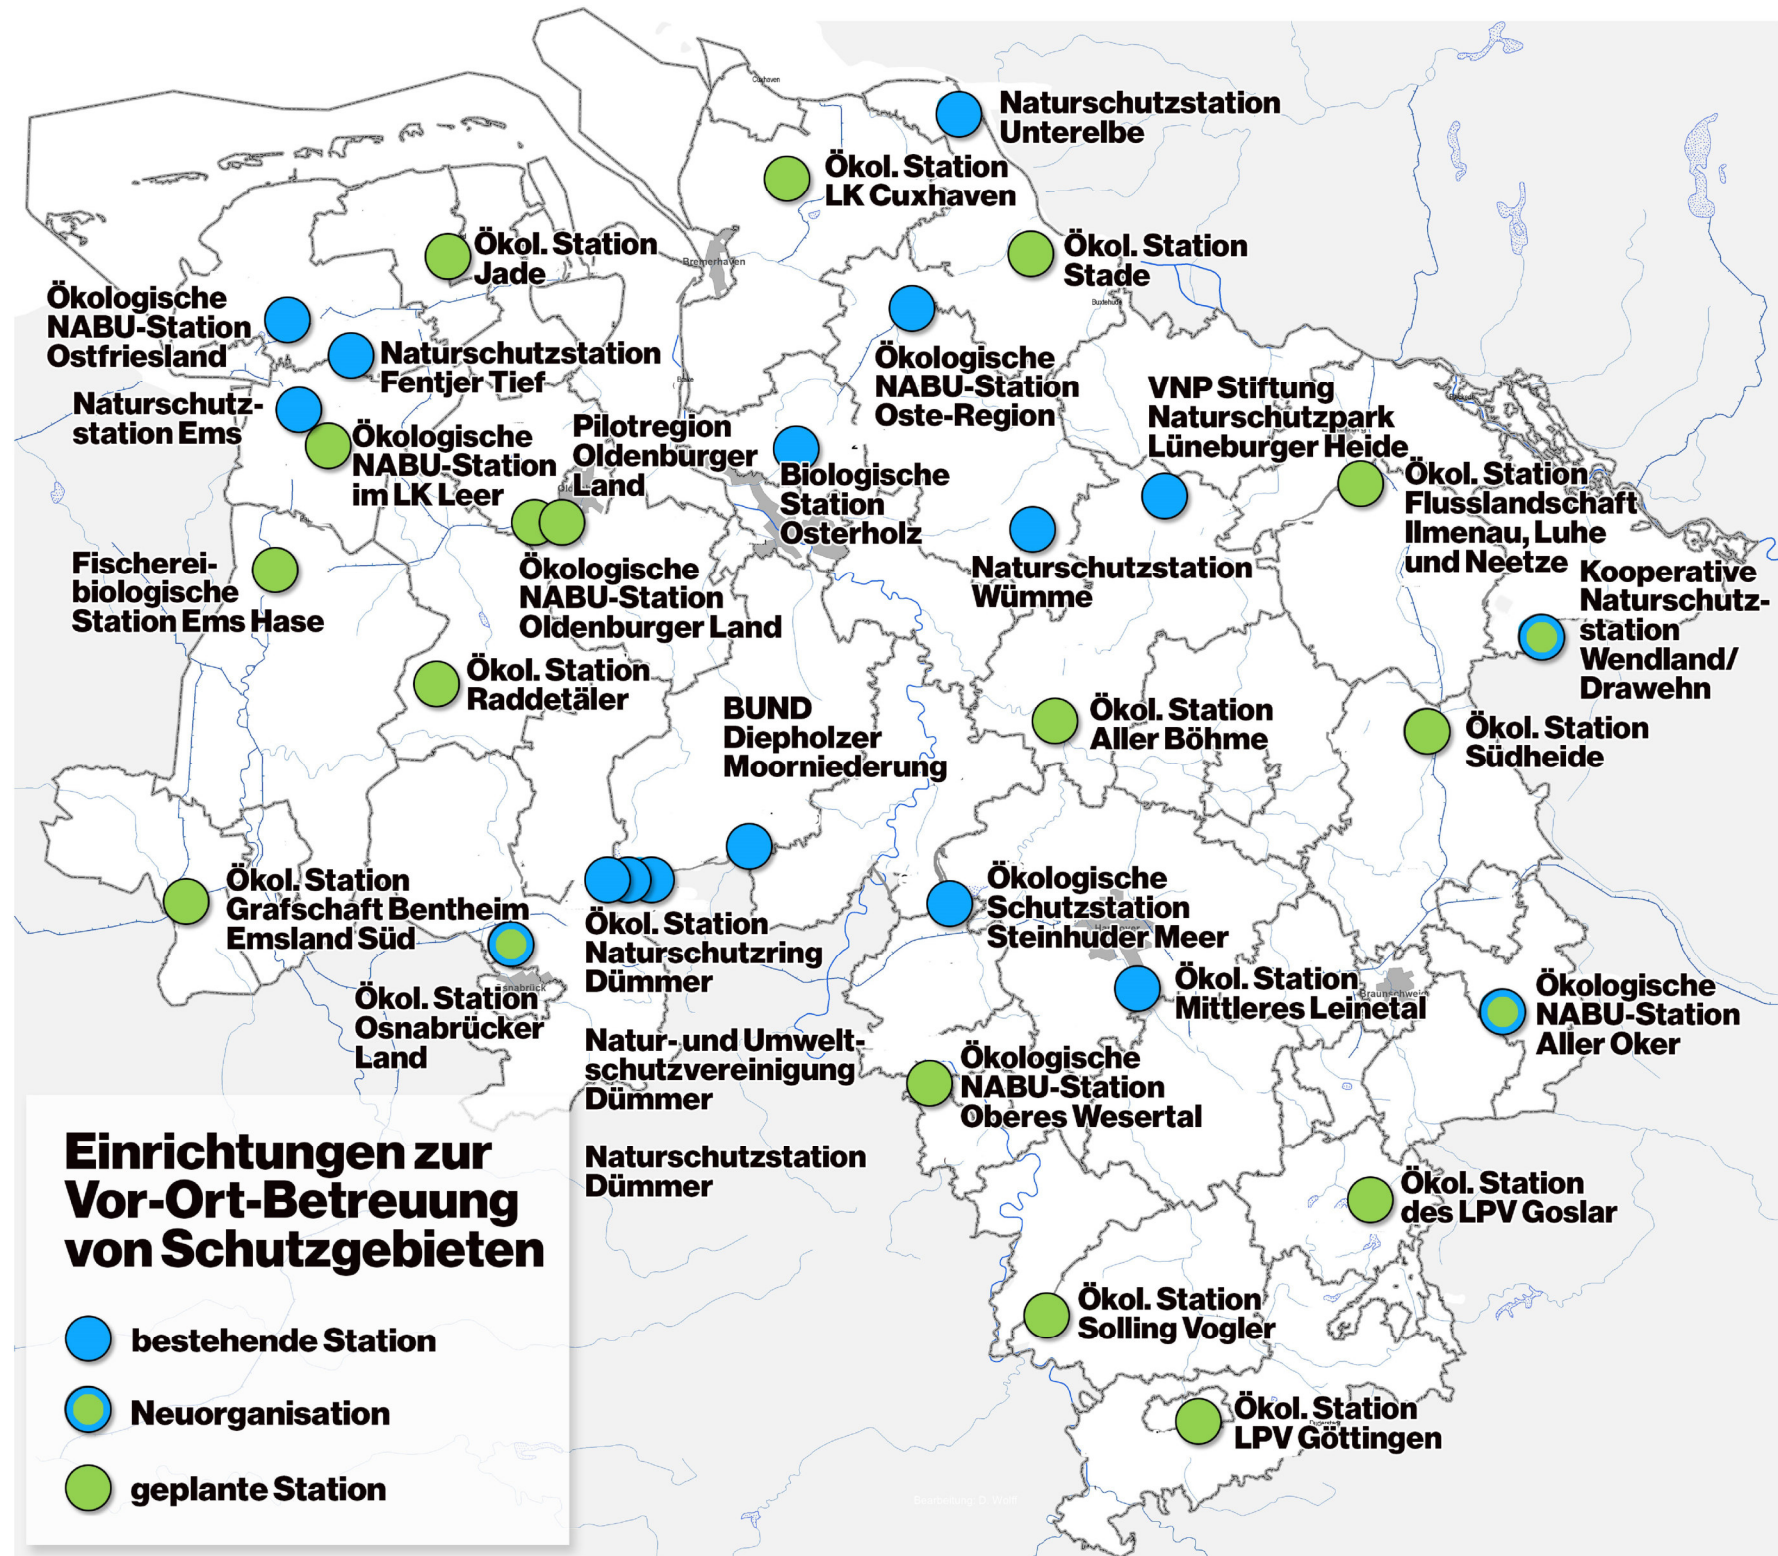 Cuxhaven
Naturschutzstation
Unterelbe
Ökol. Station
LK Cuxhaven
Ökol. Station
Jade
Bremerhaven
Ökol. Station
Stade
Buxtehude
Ökologische
NABU-Station
Ostfriesland
Naturschutzstation
Fentjer Tief
Ökologische
NABU-Station
Oste-Region
VNP Stiftung
Naturschutzpark
Lüneburger Heide
Naturschutz-
station Ems
Ökologische
NABU-Station
im LK Leer
Pilotregion
Oldenburger
Land
Biologische
Station
Osterholz
Ökol. Station
Flusslandschaft
Ilmenau, Luhe
und Neetze
Fischerei-
biologische
Station Ems Hase
Ökologische
NABU-Station
Oldenburger Land
Naturschutzstation
Wümme
Kooperative
Naturschutz-
station
Wendland/
Drawehn
Ökol. Station
Raddetäler
BUND
Diepholzer
Moorniederung
Ökol. Station
Aller Böhme
Ökol. Station
Südheide
Ökol. Station
Grafschaft Bentheim
Emsland Süd
Ökol. Station
Naturschutzring
Dümmer
Ökologische
Schutzstation
Steinhuder Meer
Ökol. Station
Osnabrücker
Land
Ökol. Station
Mittleres Leinetal
Braunschweig
Ökologische
NABU-Station
Aller Oker
Natur- und Umwelt-
schutzvereinigung
Dümmer
Ökologische
NABU-Station
Oberes Wesertal
Naturschutzstation
Dümmer
Ökol. Station
des LPV Goslar
Ökol. Station
Solling Vogler
Ökol. Station
LPV Göttingen
Einrichtungen zur
Vor-Ort-Betreuung
von Schutzgebieten
bestehende Station
Neuorganisation
geplante Station
Bearbeitung: D. Wolff